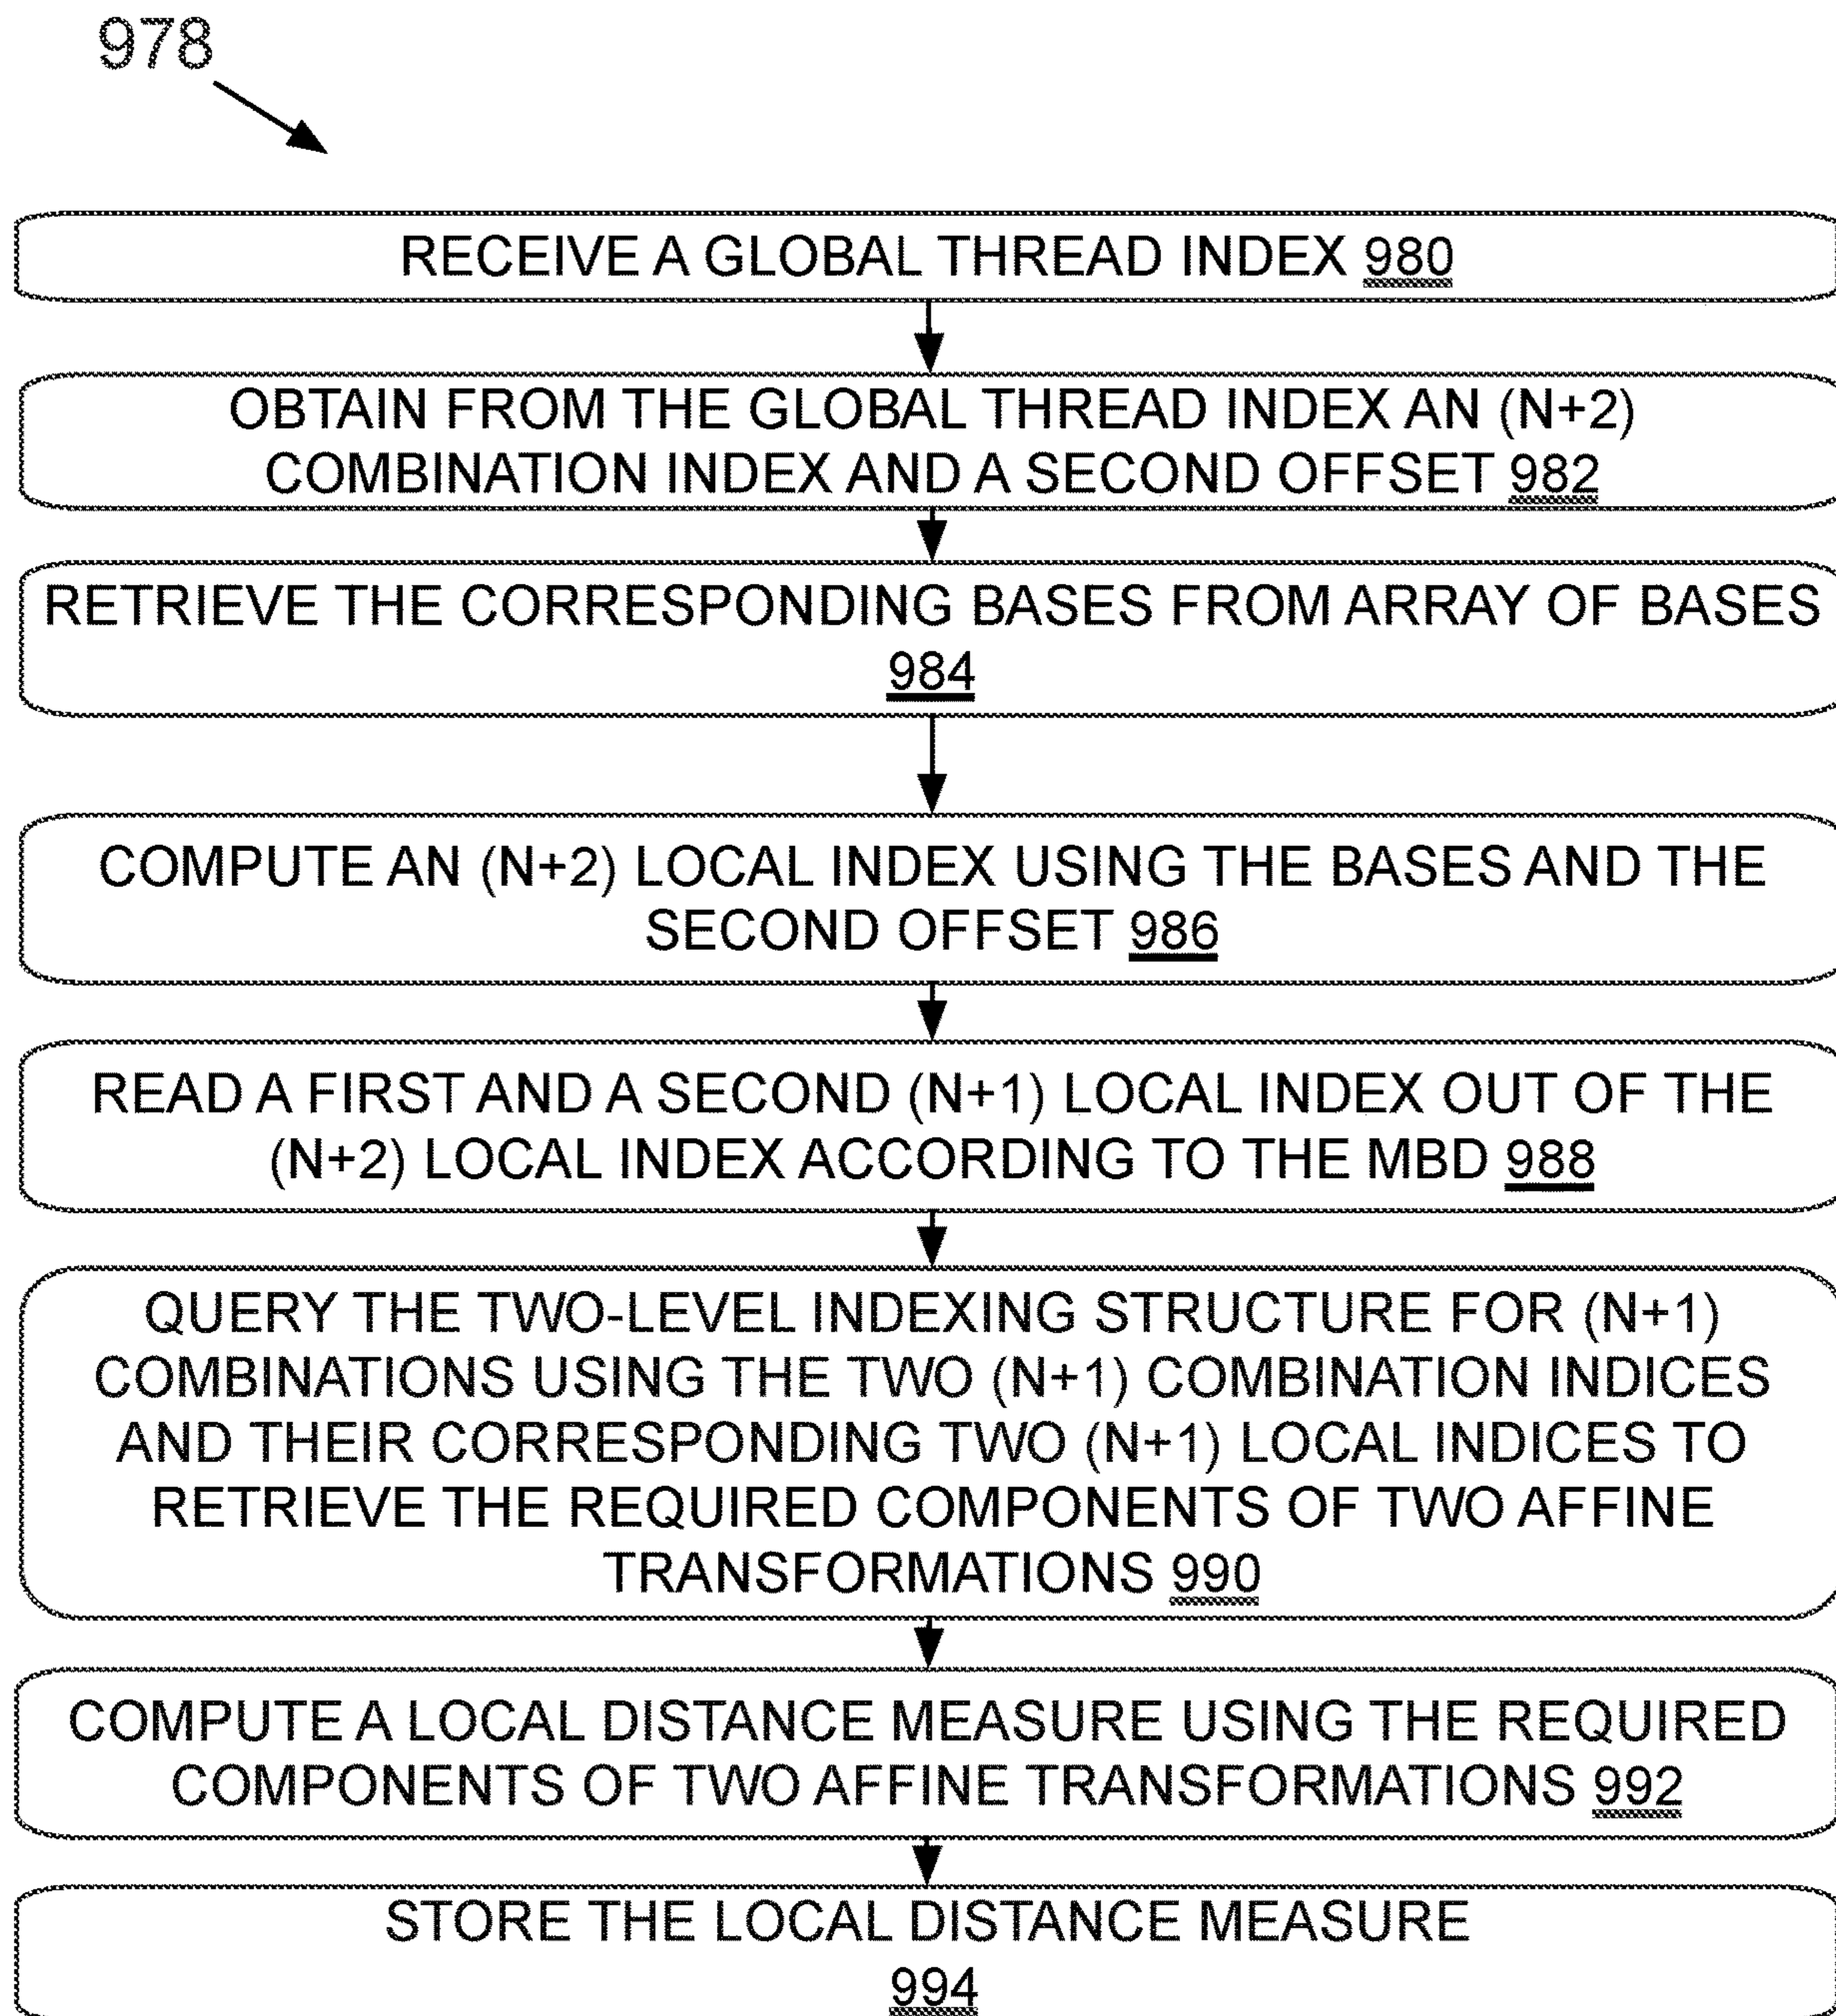 978
RECEIVE A GLOBAL THREAD INDEX 980
OBTAIN FROM THE GLOBAL THREAD INDEX AN (N+2)
COMBINATION INDEX AND A SECOND OFFSET 982
RETRIEVE THE CORRESPONDING BASES FROM ARRAY OF BASES
984
COMPUTE AN (N+2) LOCAL INDEX USING THE BASES AND THE
SECOND OFFSET 986
READ A FIRST AND A SECOND (N+1) LOCAL INDEX OUT OF THE
(N+2) LOCAL INDEX ACCORDING TO THE MBD 988
QUERY THE TWO-LEVEL INDEXING STRUCTURE FOR (N+1)
COMBINATIONS USING THE TWO (N+1) COMBINATION INDICES
AND THEIR CORRESPONDING TWO (N+1) LOCAL INDICES TO
RETRIEVE THE REQUIRED COMPONENTS OF TWO AFFINE
TRANSFORMATIONS 990
COMPUTE A LOCAL DISTANCE MEASURE USING THE REQUIRED
COMPONENTS OF TWO AFFINE TRANSFORMATIONS 992
STORE THE LOCAL DISTANCE MEASURE
994